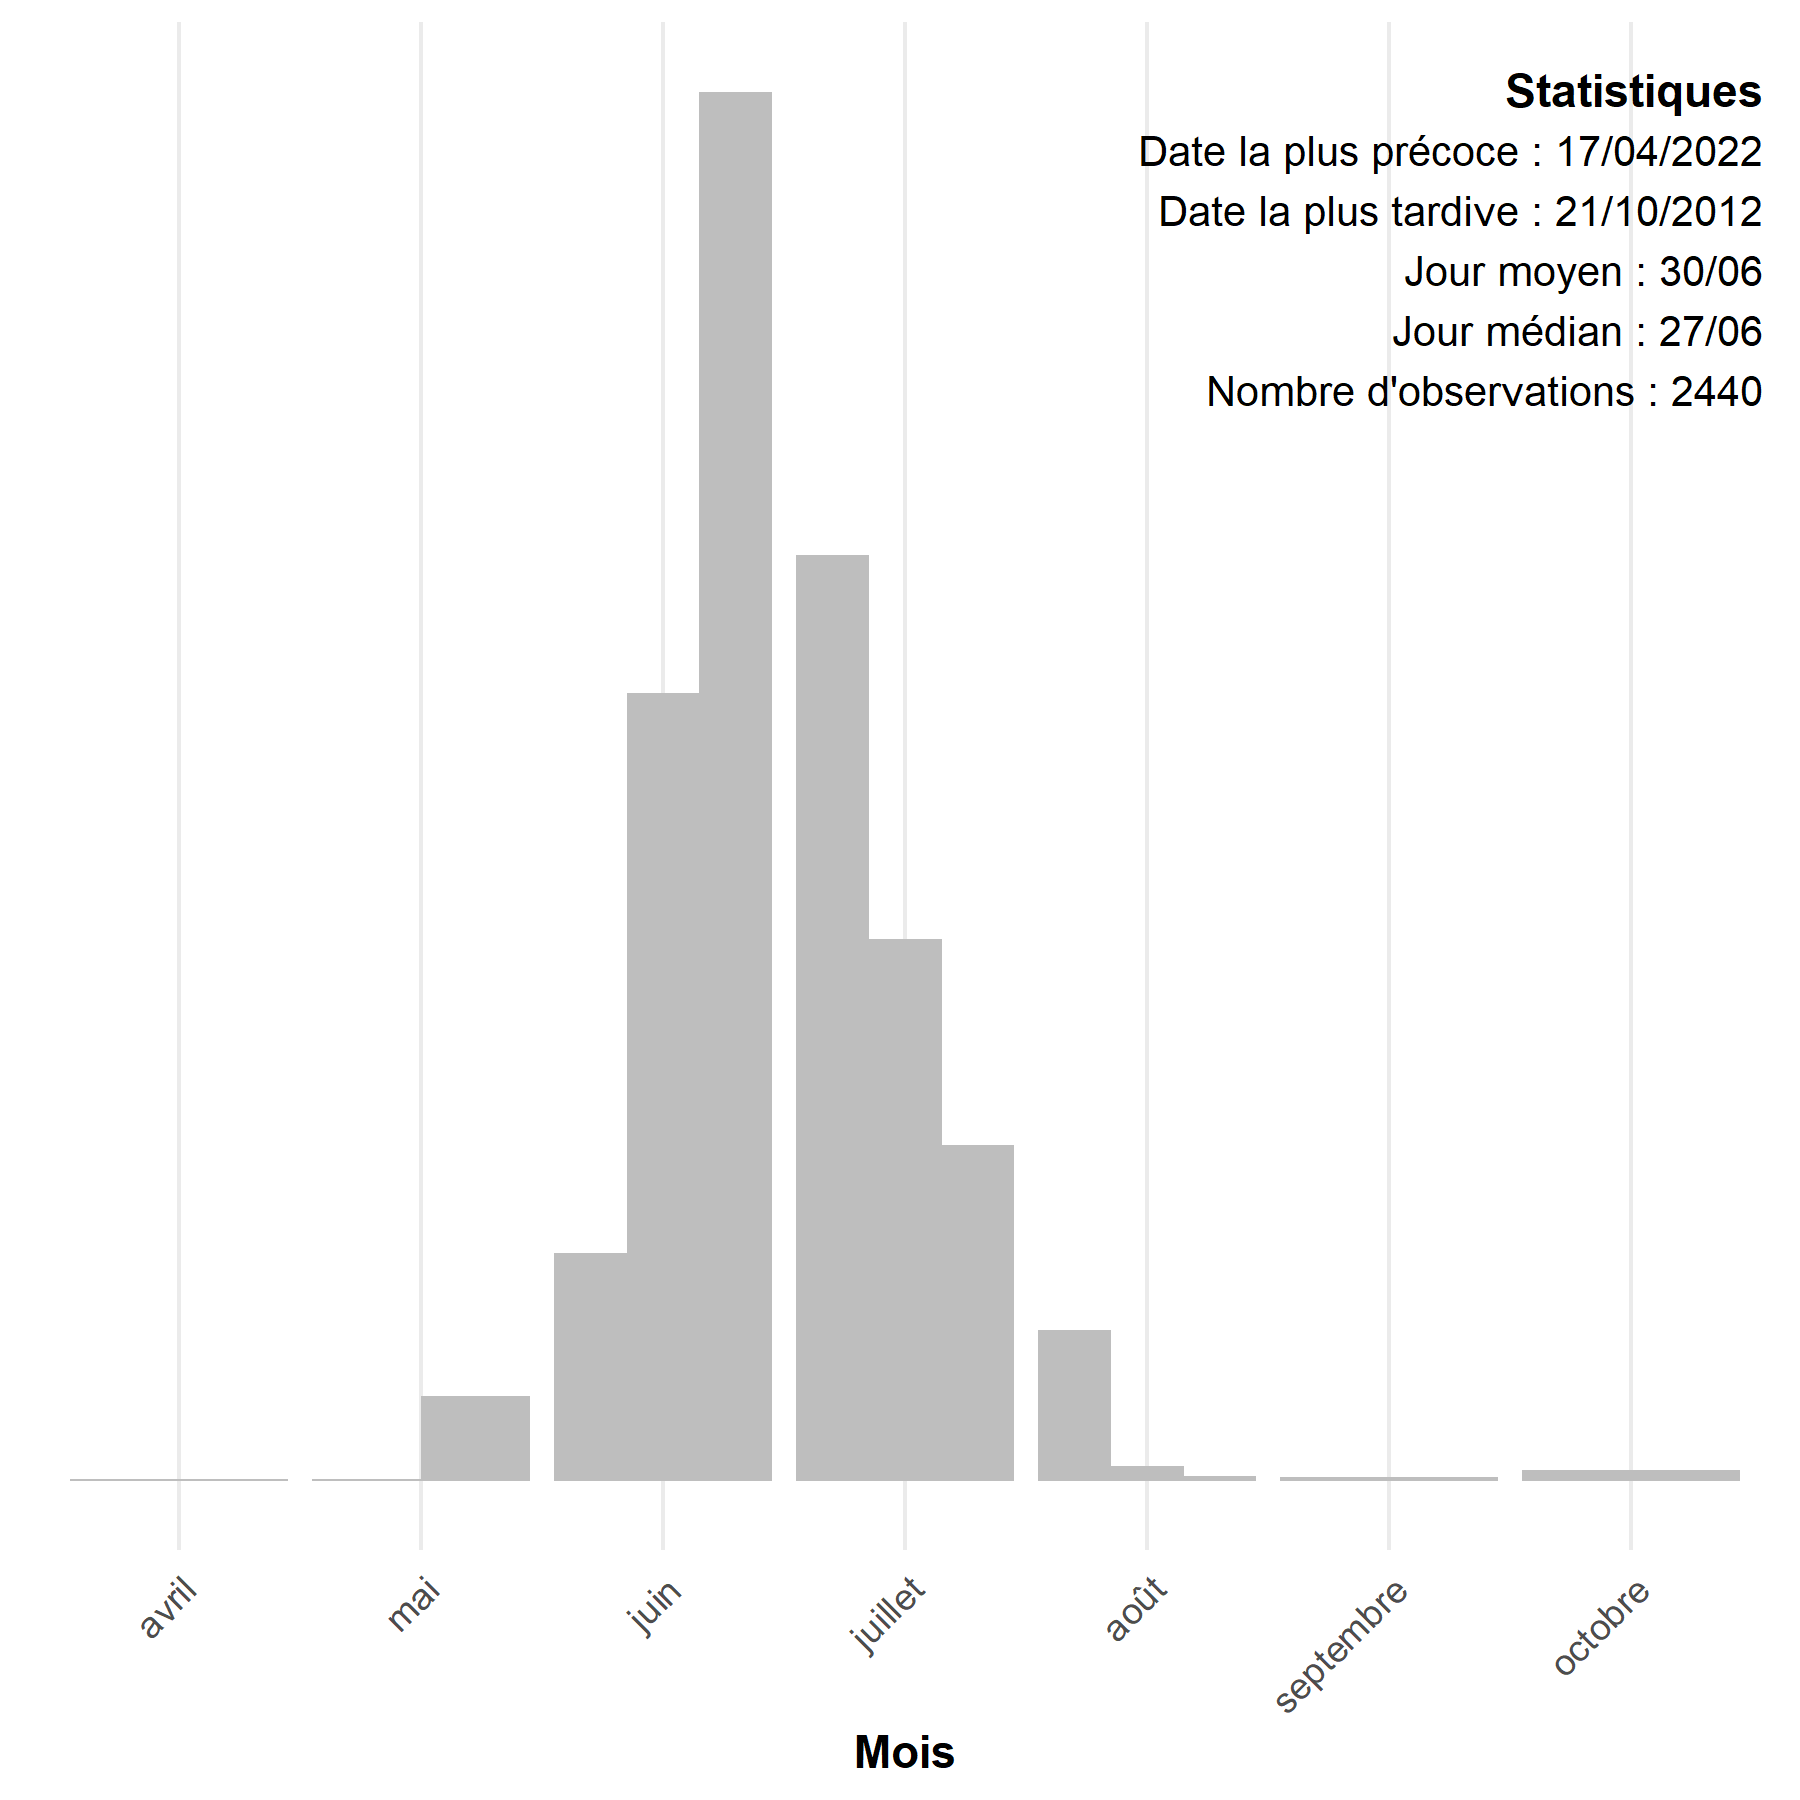 Statistiques
Date la plus précoce : 17/04/2022
Date la plus tardive : 21/10/2012
Jour moyen : 30/06
Jour médian : 27/06
Nombre d'observations : 2440
avril
mai
juin
juillet
août
septembre
octobre
Mois